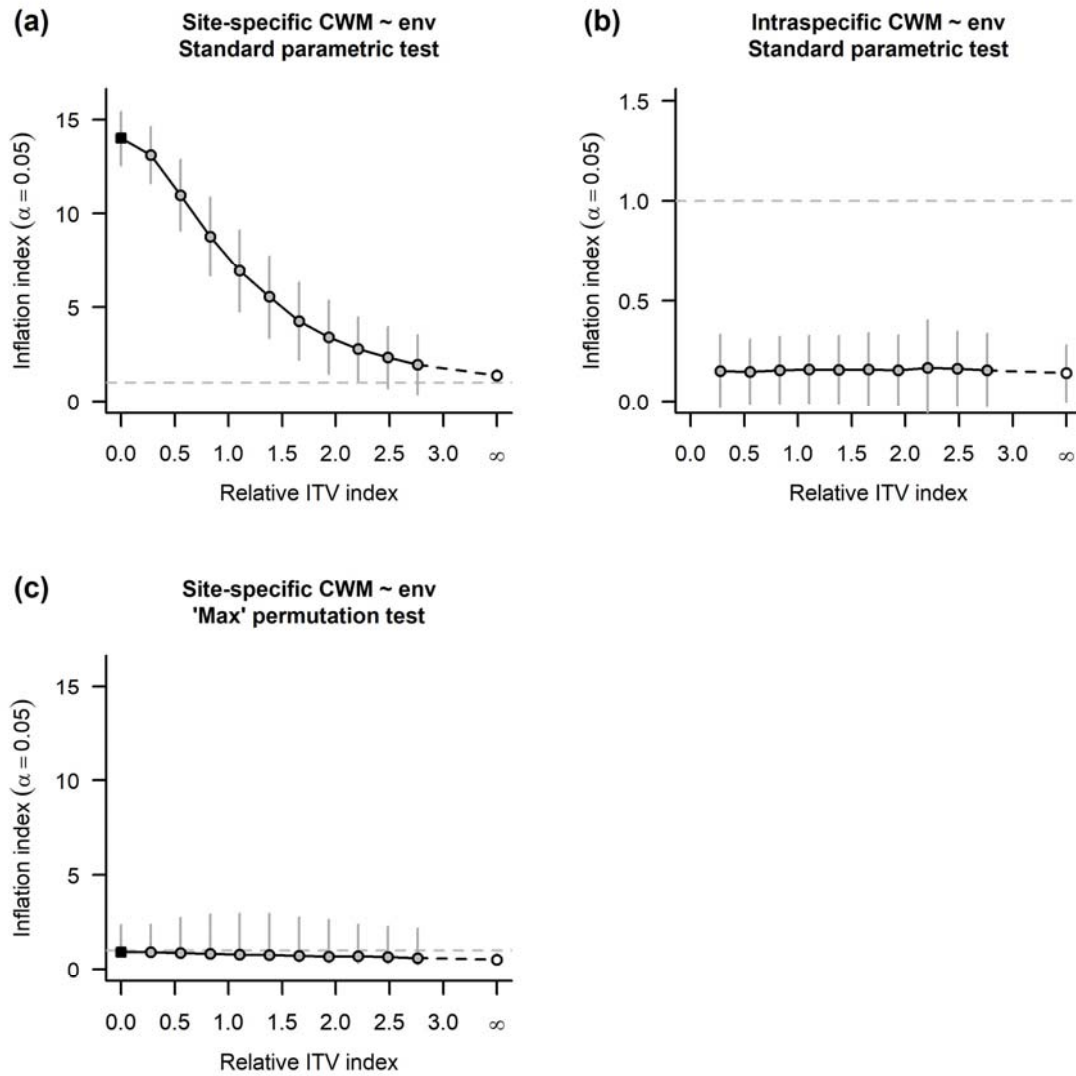 (a)
Site-specific CWM ~ env
Standard parametric test
Inflation index (α = 0.05)
15
10
5
0
0.0 0.5 1.0 1.5 2.0 2.5 3.0 ∞
Relative ITV index
(b)
Intraspecific CWM ~ env
Standard parametric test
Inflation index (α = 0.05)
1.5
1.0
0.5
0.0
0.0 0.5 1.0 1.5 2.0 2.5 3.0 ∞
Relative ITV index
(c)
Site-specific CWM ~ env
'Max' permutation test
Inflation index (α = 0.05)
15
10
5
0
0.0 0.5 1.0 1.5 2.0 2.5 3.0 ∞
Relative ITV index